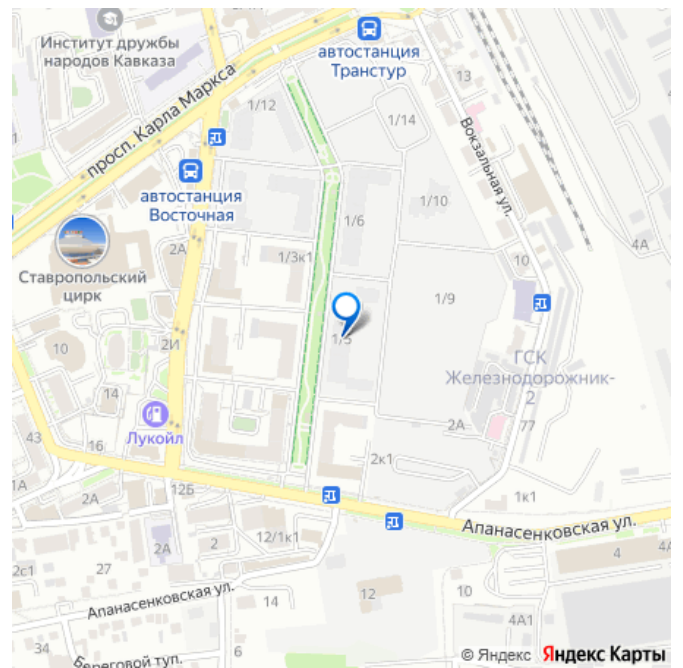 Институт дружбы
народов Кавказа
автостанция
Транстур
13
просп. Карла Маркса
1/12
1/14
Вокзальная ул.
автостанция
Восточная
1/10
1/6
4А
2А
1/3к1
10
Ставропольский
цирк
1/9
1/5
2И
10
ГСК
Железнодорожник-
2
Лукойл
2А
77
43
16
2к1
1А
2А
12Б
1к1
Апанасенковская ул.
2А
2
12/1к1
4
4А
2с1
27
12
10
Апанасенковская ул.
14
4А1
6
Береговой туп.
© Яндекс Яндекс Карты